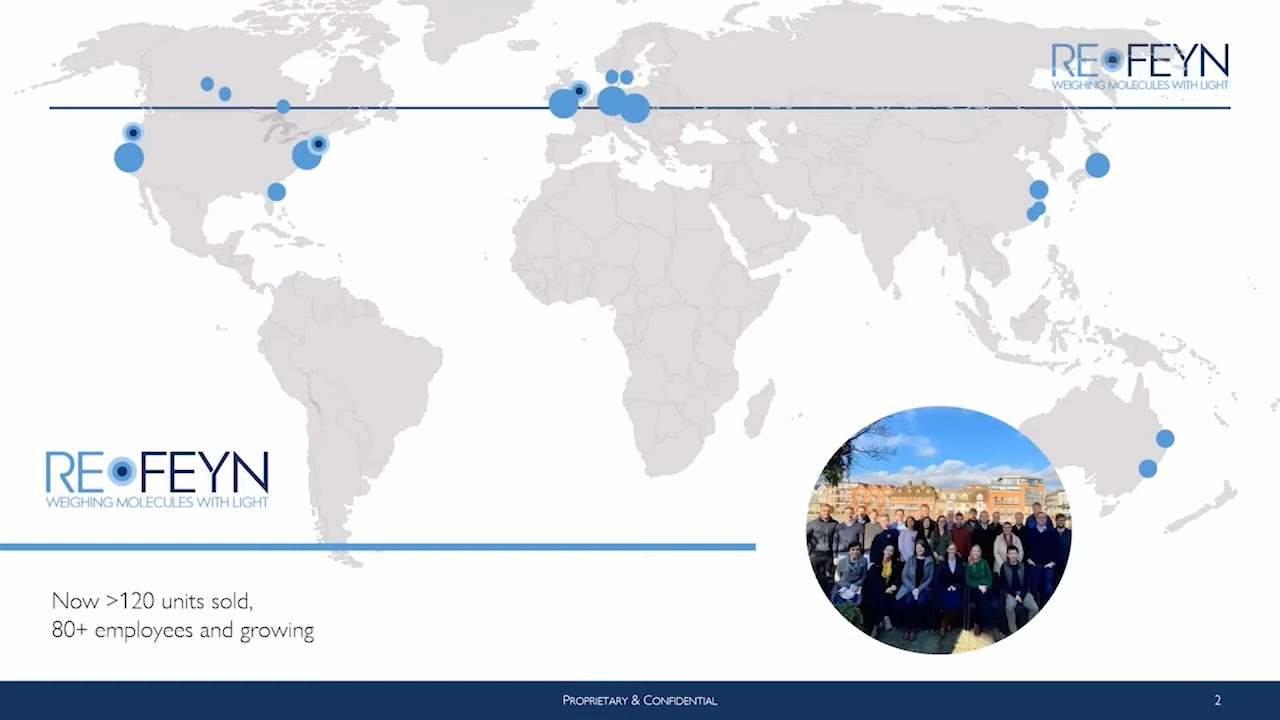 REFEYN
WEIGHING MOLECULES WITH LIGHT
REFEYN
WEIGHING MOLECULES WITH LIGHT
Now >120 units sold,
80+ employees and growing
PROPRIETARY & CONFIDENTIAL
2